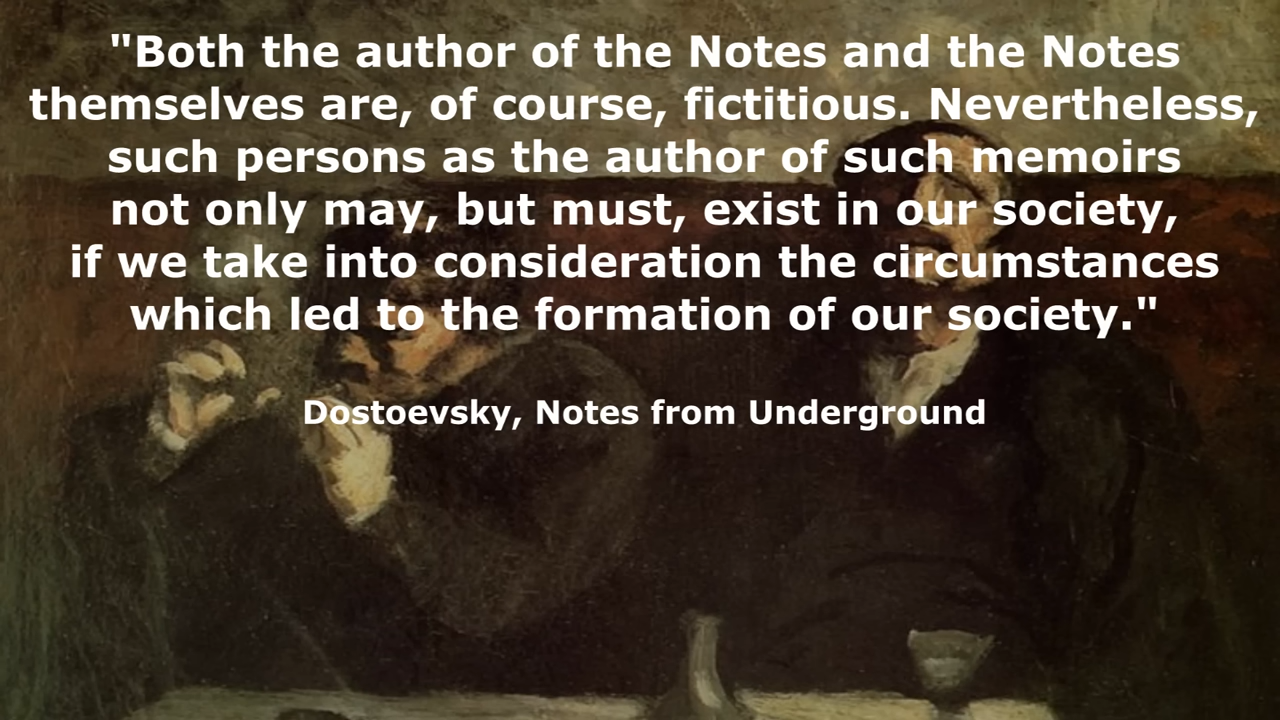 "Both the author of the Notes and the Notes
themselves are, of course, fictitious. Nevertheless,
such persons as the author of such memoirs
not only may, but must, exist in our society,
if we take into consideration the circumstances
which led to the formation of our society."
Dostoevsky, Notes from Underground